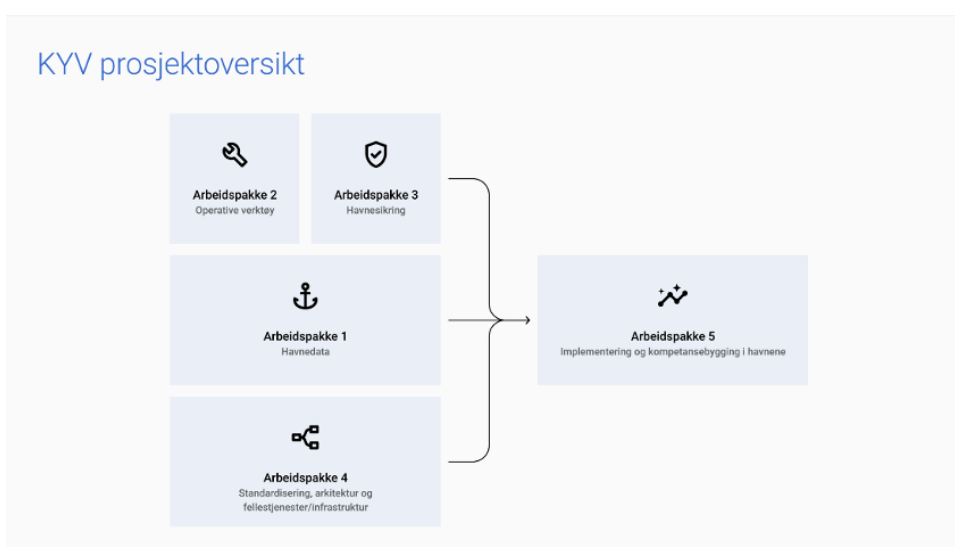 KYV prosjektoversikt
Arbeidspakke 2
Operative verktøy
Arbeidspakke 3
Havnesikring
Arbeidspakke 1
Havnedata
Arbeidspakke 4
Standardisering, arkitektur og
fellestjenester/infrastruktur
Arbeidspakke 5
Implementering og kompetansebygging i havnene